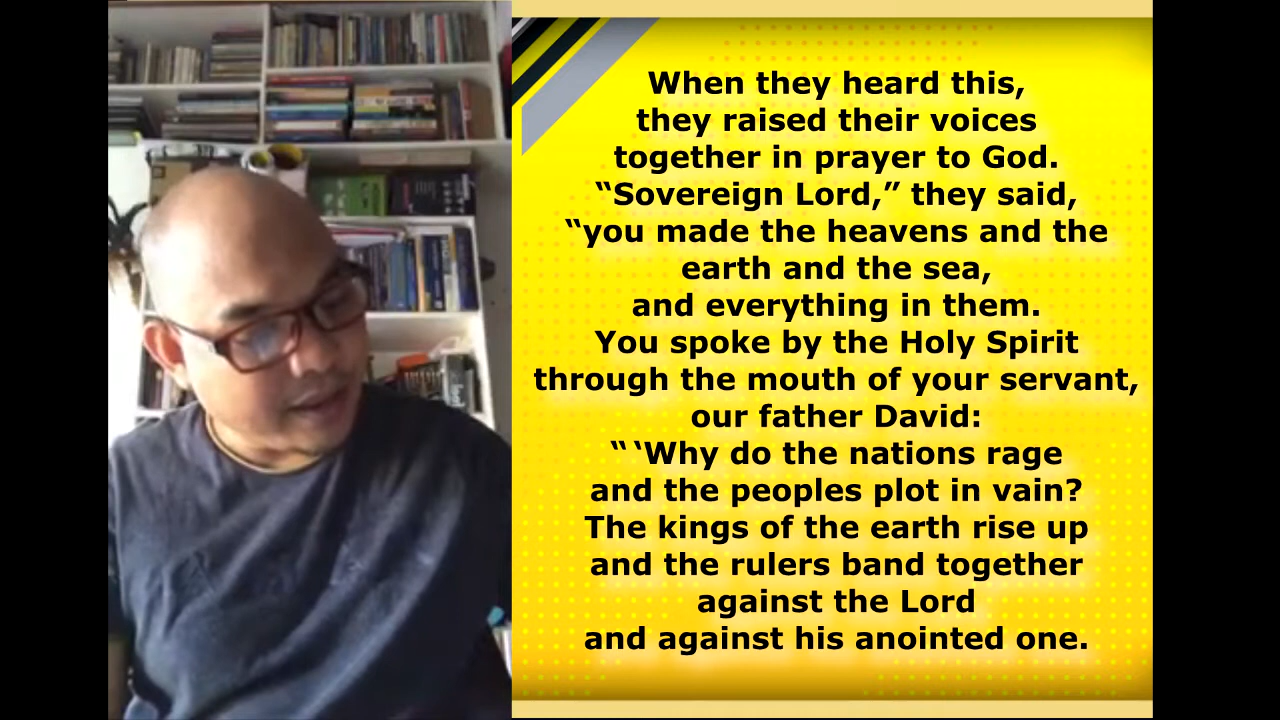 When they heard this,
they raised their voices
together in prayer to God.
“Sovereign Lord,” they said,
“you made the heavens and the
earth and the sea,
and everything in them.
You spoke by the Holy Spirit
through the mouth of your servant,
our father David:
“ ‘Why do the nations rage
and the peoples plot in vain?
The kings of the earth rise up
and the rulers band together
against the Lord
and against his anointed one.